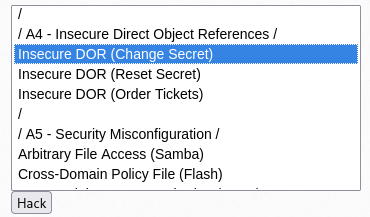 /
/ A4 - Insecure Direct Object References /
Insecure DOR (Change Secret)
Insecure DOR (Reset Secret)
Insecure DOR (Order Tickets)
/
/ A5 - Security Misconfiguration /
Arbitrary File Access (Samba)
Cross-Domain Policy File (Flash)
Hack